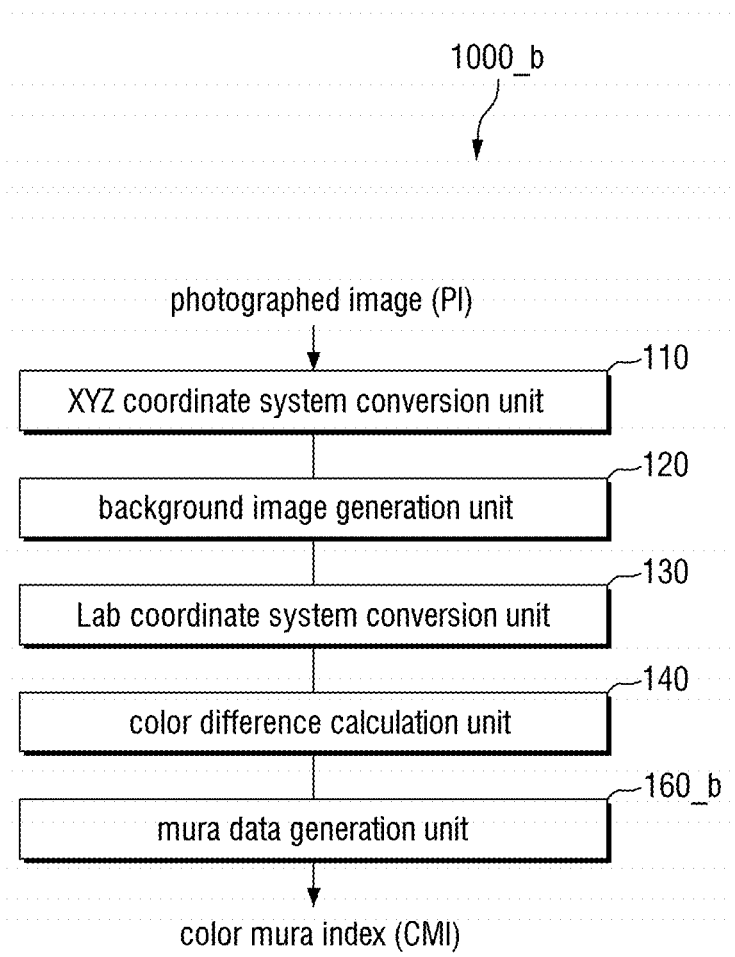 1000_b
photographed image (PI)
110
XYZ coordinate system conversion unit
120
background image generation unit
130
Lab coordinate system conversion unit
140
color difference calculation unit
160_b
mura data generation unit
color mura index (CMI)